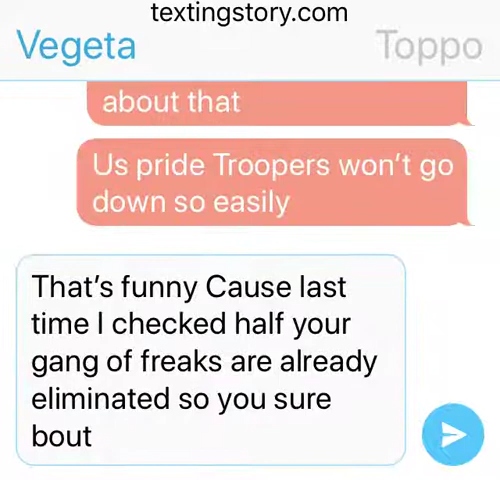 textingstory.com
Vegeta
Toppo
about that
Us pride Troopers won’t go
down so easily
That’s funny Cause last
time I checked half your
gang of freaks are already
eliminated so you sure
bout